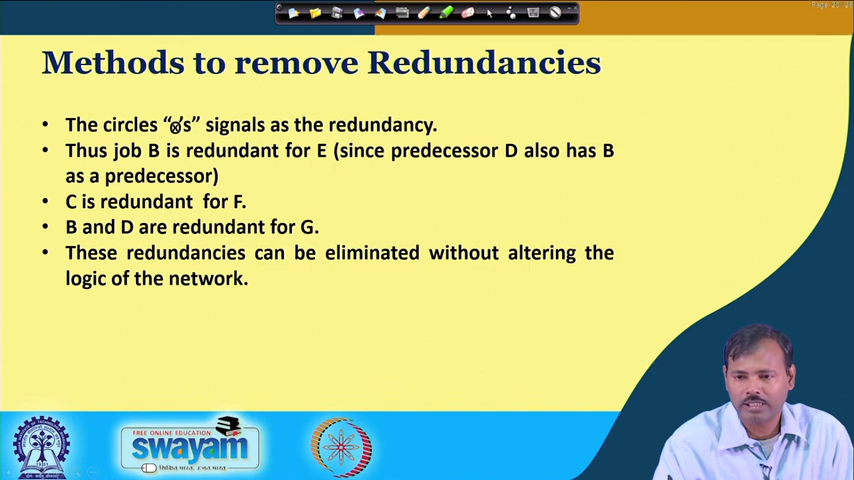 Methods to remove Redundancies
• The circles “⊗’s” signals as the redundancy.
• Thus job B is redundant for E (since predecessor D also has B
as a predecessor)
• C is redundant for F.
• B and D are redundant for G.
• These redundancies can be eliminated without altering the
logic of the network.
FREE ONLINE EDUCATION
swayam